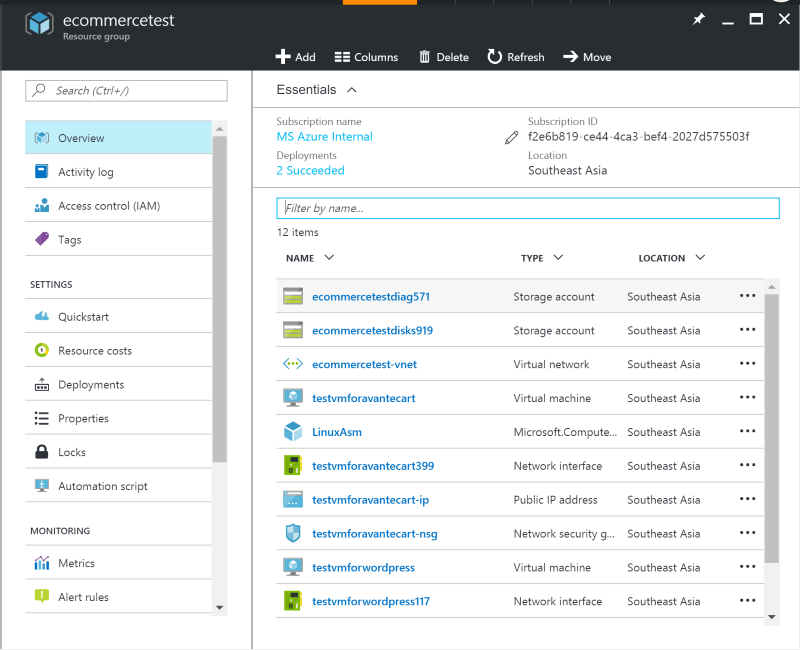 ecommercetest
Resource group
Add Columns Delete Refresh Move
Search (Ctrl+/)
Overview
Activity log
Access control (IAM)
Tags
SETTINGS
Quickstart
Resource costs
Deployments
Properties
Locks
Automation script
MONITORING
Metrics
Alert rules
Essentials
Subscription name Subscription ID
MS Azure Internal f2e6b819-ce44-4ca3-bef4-2027d575503f
Deployments Location
2 Succeeded Southeast Asia
Filter by name...
12 items
NAME TYPE LOCATION
ecommercetestdiag571 Storage account Southeast Asia
ecommercetestdisks919 Storage account Southeast Asia
ecommercetest-vnet Virtual network Southeast Asia
testvmforavantecart Virtual machine Southeast Asia
LinuxAsm Microsoft.Compute... Southeast Asia
testvmforavantecart399 Network interface Southeast Asia
testvmforavantecart-ip Public IP address Southeast Asia
testvmforavantecart-nsg Network security g... Southeast Asia
testvmforwordpress Virtual machine Southeast Asia
testvmforwordpress117 Network interface Southeast Asia